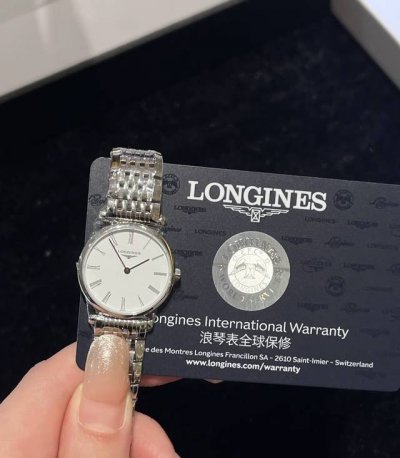 LONGINES
LONGINES
Longines International Warranty
浪琴表全球保修
des Montres Longines Francillon SA - 2610 Saint-Imier - Switzerland
www.longines.com/warranty